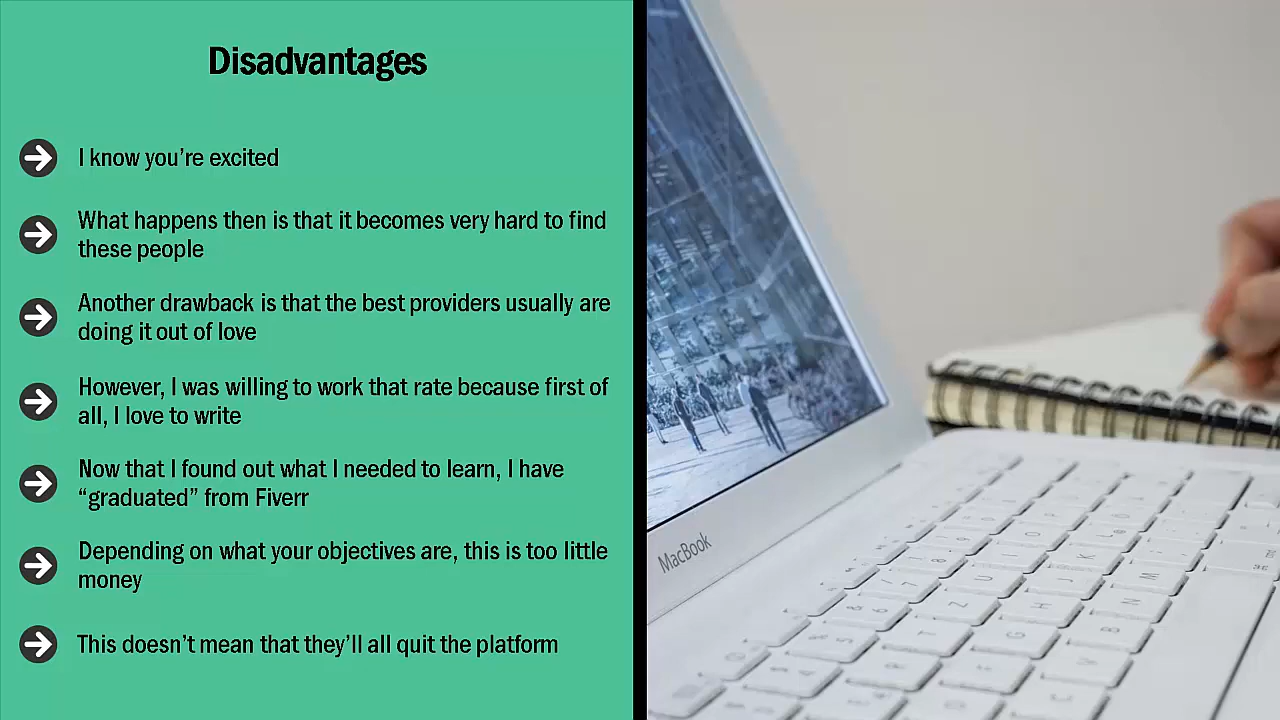 Disadvantages
I know you're excited
What happens then is that it becomes very hard to find
these people
Another drawback is that the best providers usually are
doing it out of love
However, I was willing to work that rate because first of
all, I love to write
Now that I found out what I needed to learn, I have
“graduated” from Fiverr
Depending on what your objectives are, this is too little
money
This doesn't mean that they'll all quit the platform
MacBook